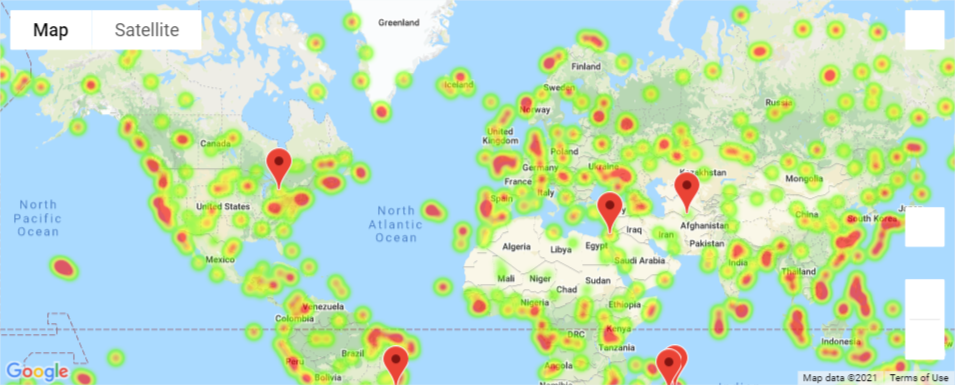 Map
Satellite
Greenland
Iceland
Finland
Sweden
Norway
Russia
Canada
United
Kingdom
Poland
Germany
Ukraine
France
Kazakhstan
Mongolia
Italy
Spain
North
Pacific
Ocean
United States
North
Atlantic
Ocean
China
South Korea
Afghanistan
Iraq
Iran
Pakistan
Algeria
Libya
Egypt
Saudi Arabia
India
Mexico
Mali
Niger
Chad
Sudan
Thailand
Nigeria
Ethiopia
Venezuela
Colombia
DRC
Kenya
Tanzania
Indonesia
Peru
Brazil
Bolivia
Angola
Google
Map data ©2021
Terms of Use